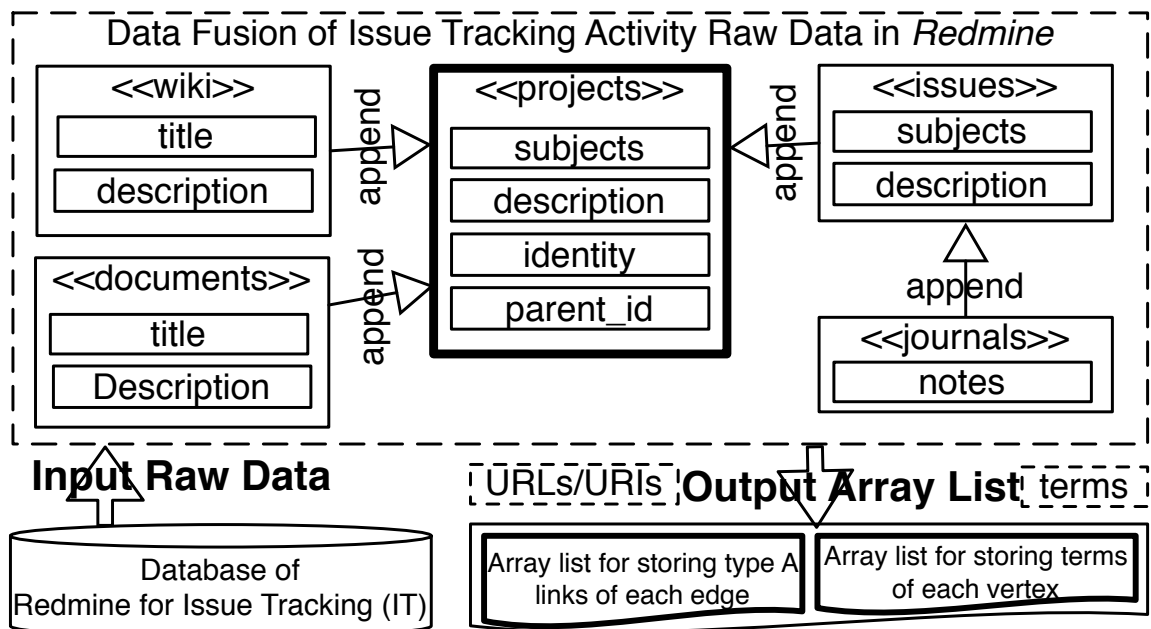 Data Fusion of Issue Tracking Activity Raw Data in Redmine
<<wiki>>
title
description
append
<<documents>>
title
Description
append
<<projects>>
subjects
description
identity
parent_id
append
<<issues>>
subjects
description
append
<<journals>>
notes
Input Raw Data
Database of
Redmine for Issue Tracking (IT)
URLs/URIs
Output Array List
terms
Array list for storing type A
links of each edge
Array list for storing terms
of each vertex